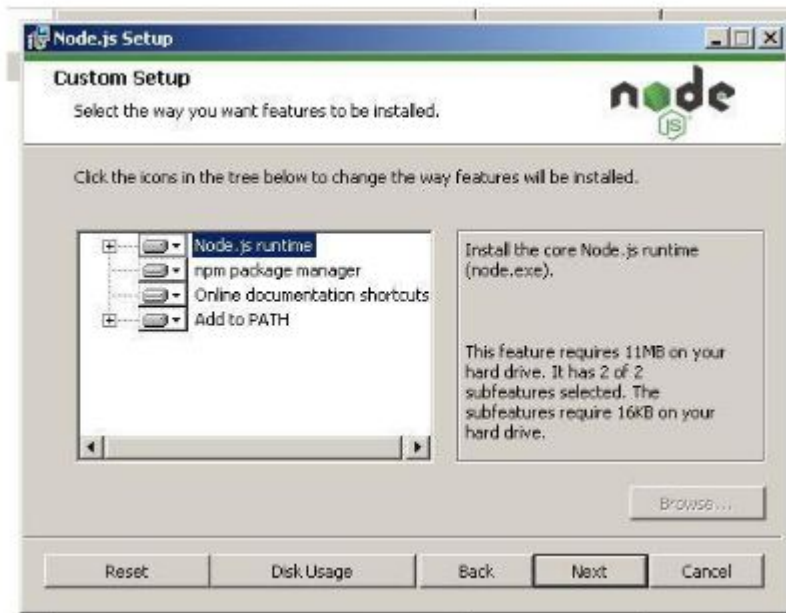 Node.js Setup
Custom Setup
Select the way you want features to be installed.
node
JS
Click the icons in the tree below to change the way features will be installed.
Node.js runtime
npm package manager
Online documentation shortcuts
Add to PATH
Install the core Node.js runtime
(node.exe).
This feature requires 11MB on your
hard drive. It has 2 of 2
subfeatures selected. The
subfeatures require 16KB on your
hard drive.
Browse...
Reset
Disk Usage
Back
Next
Cancel